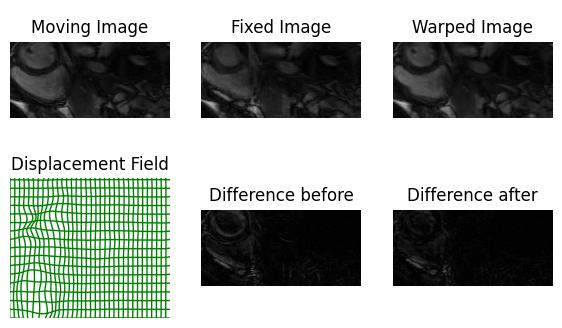 Moving Image
Fixed Image
Warped Image
Displacement Field
Difference before
Difference after